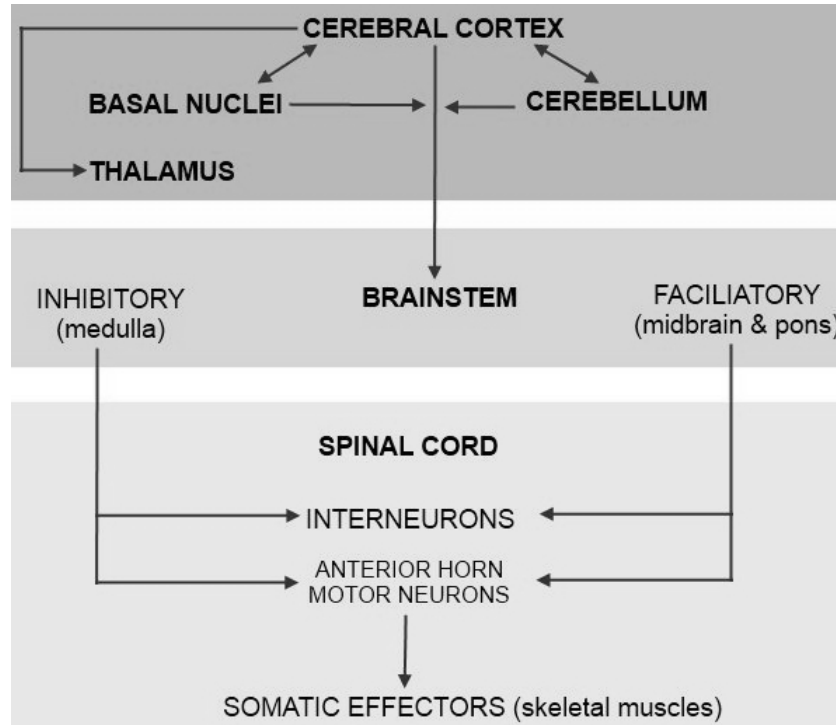 CEREBRAL CORTEX
BASAL NUCLEI
CEREBELLUM
THALAMUS
INHIBITORY
(medulla)
BRAINSTEM
FACILIATORY
(midbrain & pons)
SPINAL CORD
INTERNEURONS
ANTERIOR HORN
MOTOR NEURONS
SOMATIC EFFECTORS (skeletal muscles)